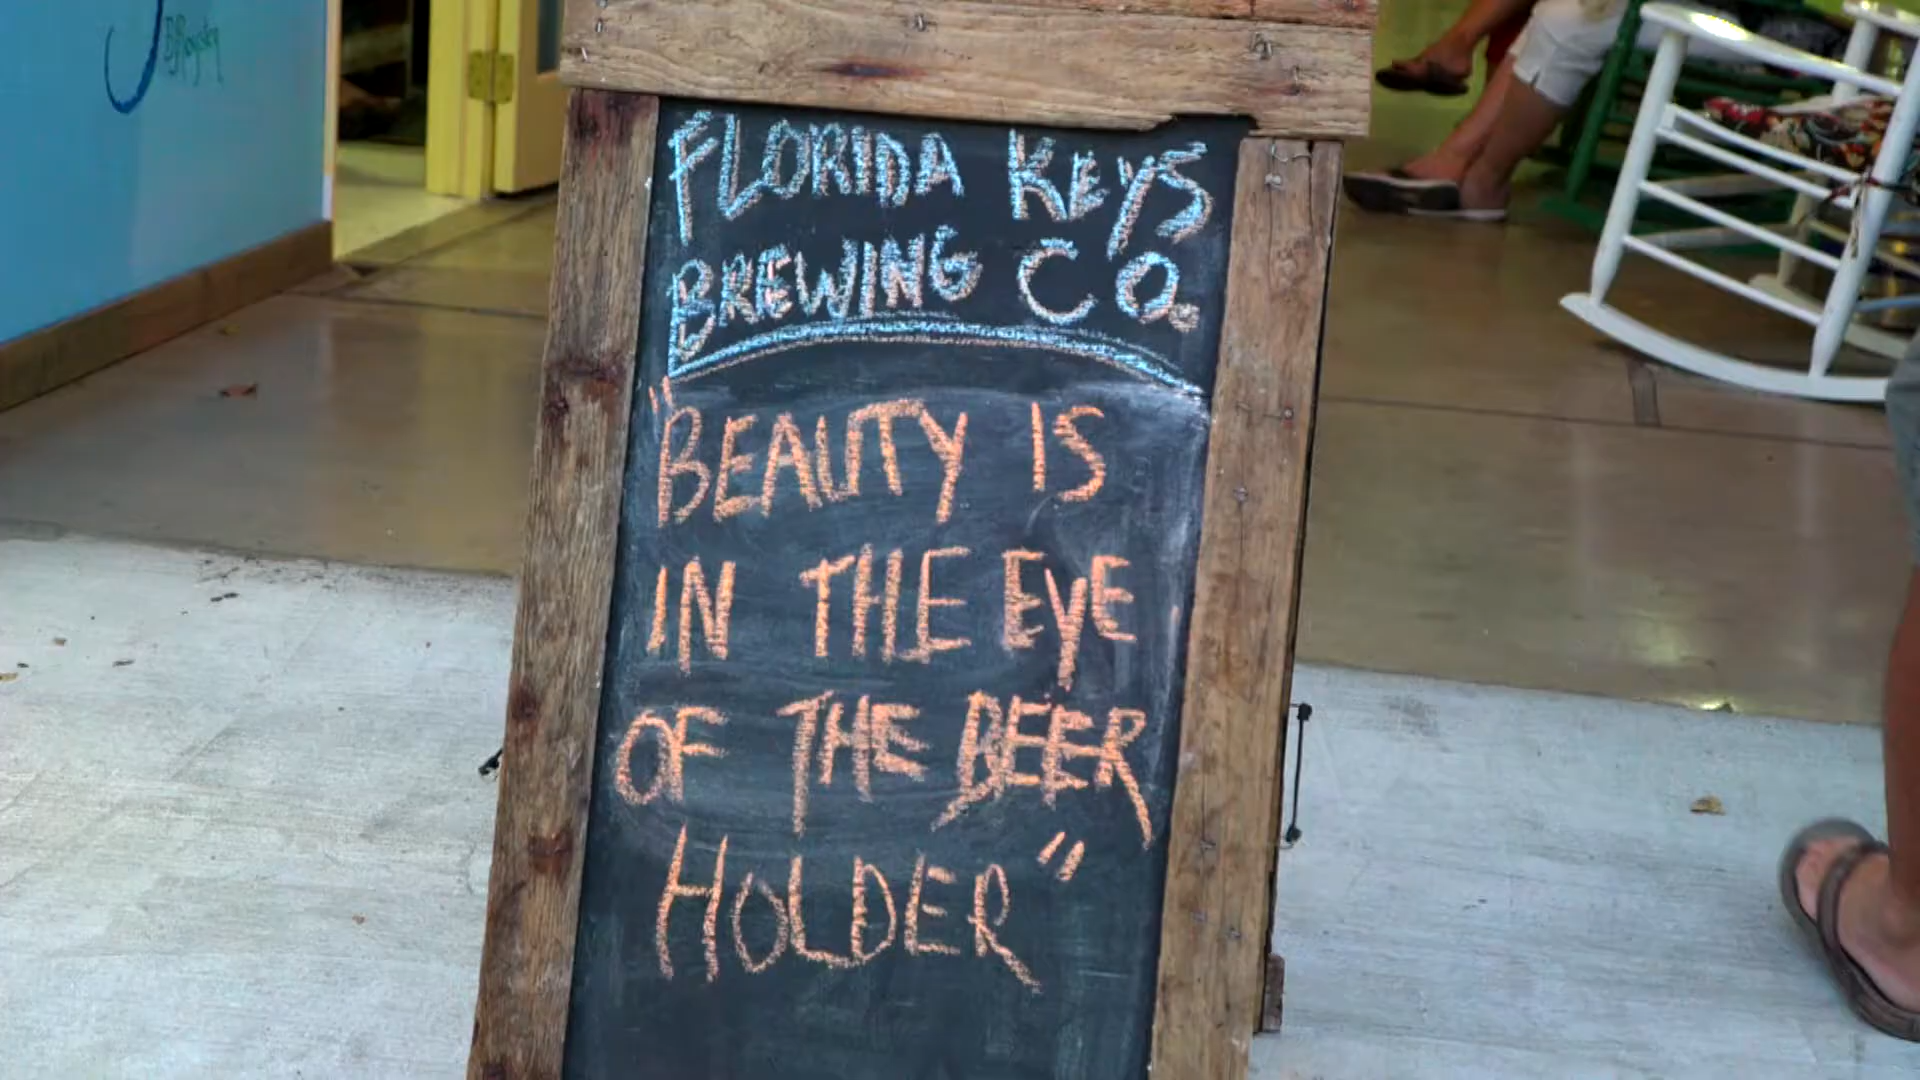 FLORIDA KEYS
BREWING CO.
"BEAUTY IS
IN THE EYE
OF THE BEER
HOLDER"